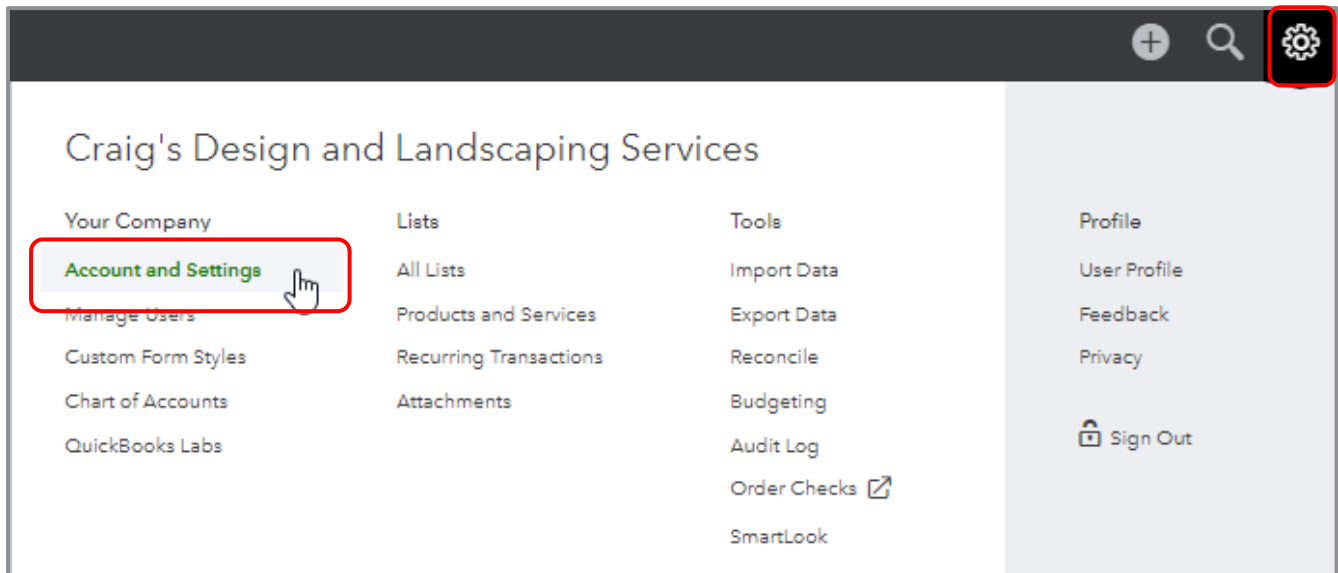 Craig's Design and Landscaping Services
Your Company
Account and Settings
Manage Users
Custom Form Styles
Chart of Accounts
QuickBooks Labs
Lists
All Lists
Products and Services
Recurring Transactions
Attachments
Tools
Import Data
Export Data
Reconcile
Budgeting
Audit Log
Order Checks
SmartLook
Profile
User Profile
Feedback
Privacy
Sign Out